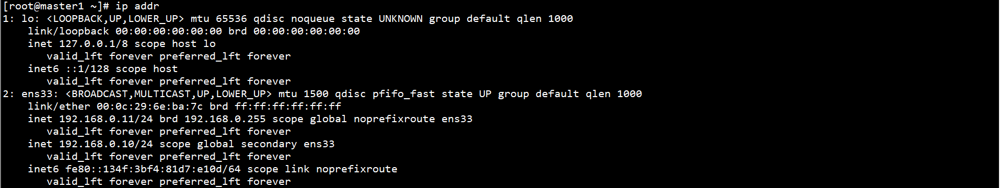 [root@master1 ~]# ip addr
1: lo: <LOOPBACK,UP,LOWER_UP> mtu 65536 qdisc noqueue state UNKNOWN group default qlen 1000
    link/loopback 00:00:00:00:00:00 brd 00:00:00:00:00:00
    inet 127.0.0.1/8 scope host lo
       valid_lft forever preferred_lft forever
    inet6 ::1/128 scope host
       valid_lft forever preferred_lft forever
2: ens33: <BROADCAST,MULTICAST,UP,LOWER_UP> mtu 1500 qdisc pfifo_fast state UP group default qlen 1000
    link/ether 00:0c:29:6e:ba:7c brd ff:ff:ff:ff:ff:ff
    inet 192.168.0.11/24 brd 192.168.0.255 scope global noprefixroute ens33
       valid_lft forever preferred_lft forever
    inet 192.168.0.10/24 scope global secondary ens33
       valid_lft forever preferred_lft forever
    inet6 fe80::134f:3bf4:81d7:e10d/64 scope link noprefixroute
       valid_lft forever preferred_lft forever